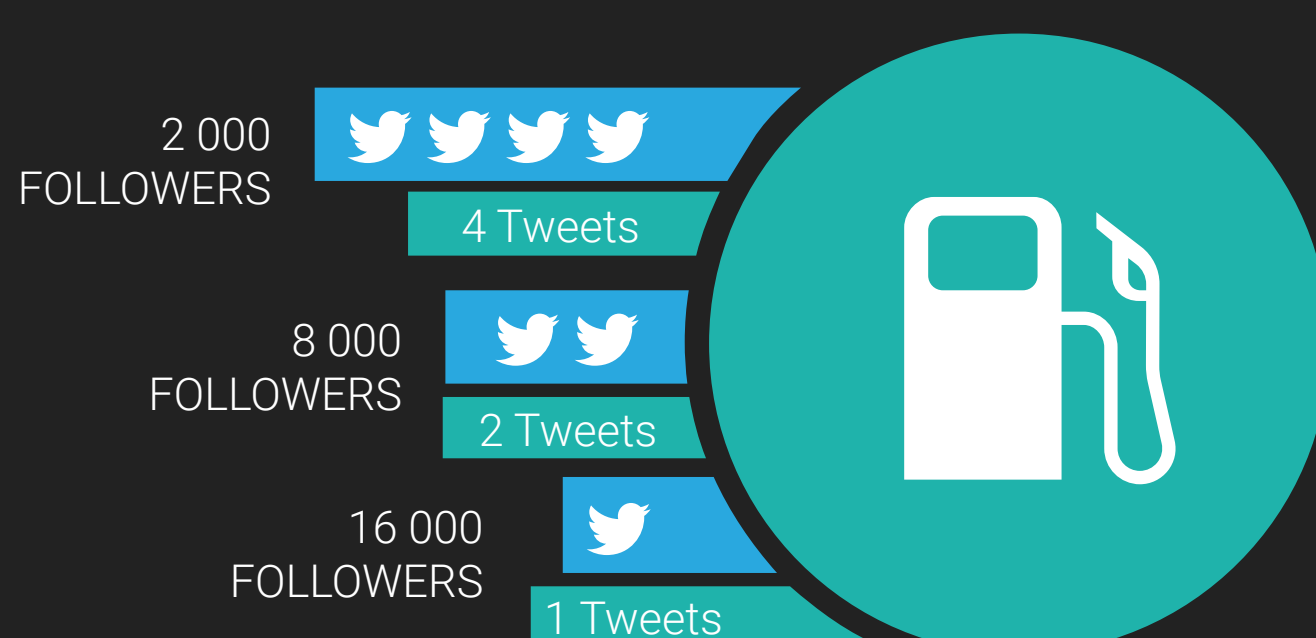 2 000
FOLLOWERS
4 Tweets
8 000
FOLLOWERS
2 Tweets
16 000
FOLLOWERS
1 Tweets